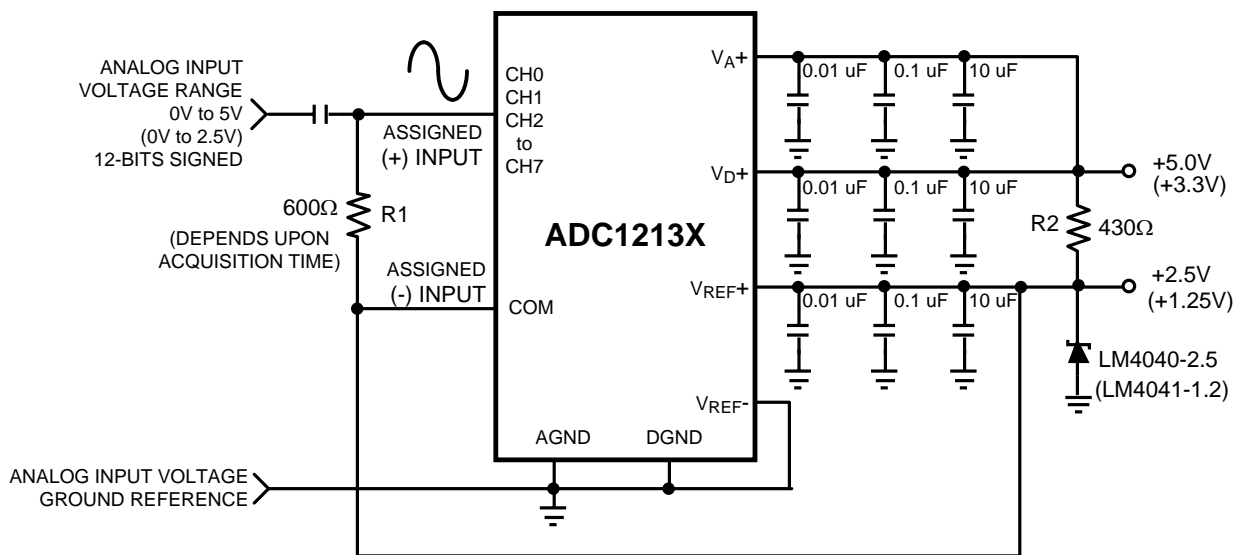 ANALOG INPUT
VOLTAGE RANGE
0V to 5V
(0V to 2.5V)
12-BITS SIGNED
ASSIGNED
(+) INPUT
600Ω
R1
(DEPENDS UPON
ACQUISITION TIME)
ASSIGNED
(-) INPUT
CH0
CH1
CH2
to
CH7
COM
ADC1213X
VA+
VD+
VREF+
VREF-
AGND
DGND
0.01 uF
0.1 uF
10 uF
0.01 uF
0.1 uF
10 uF
0.01 uF
0.1 uF
10 uF
+5.0V
(+3.3V)
R2
430Ω
+2.5V
(+1.25V)
LM4040-2.5
(LM4041-1.2)
ANALOG INPUT VOLTAGE
GROUND REFERENCE